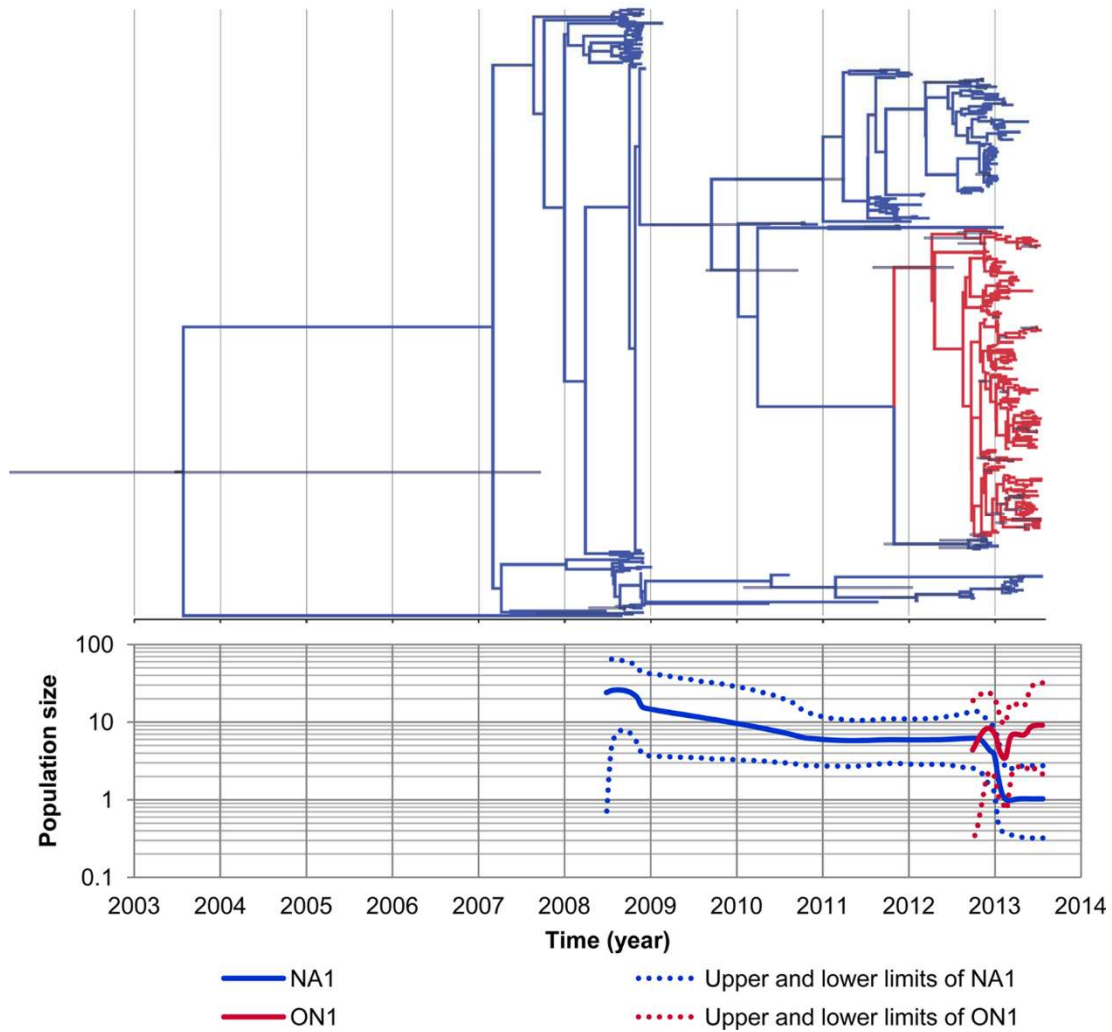 100
10
1
0.1
Population size
2003 2004 2005 2006 2007 2008 2009 2010 2011 2012 2013 2014
Time (year)
NA1 Upper and lower limits of NA1
ON1 Upper and lower limits of ON1